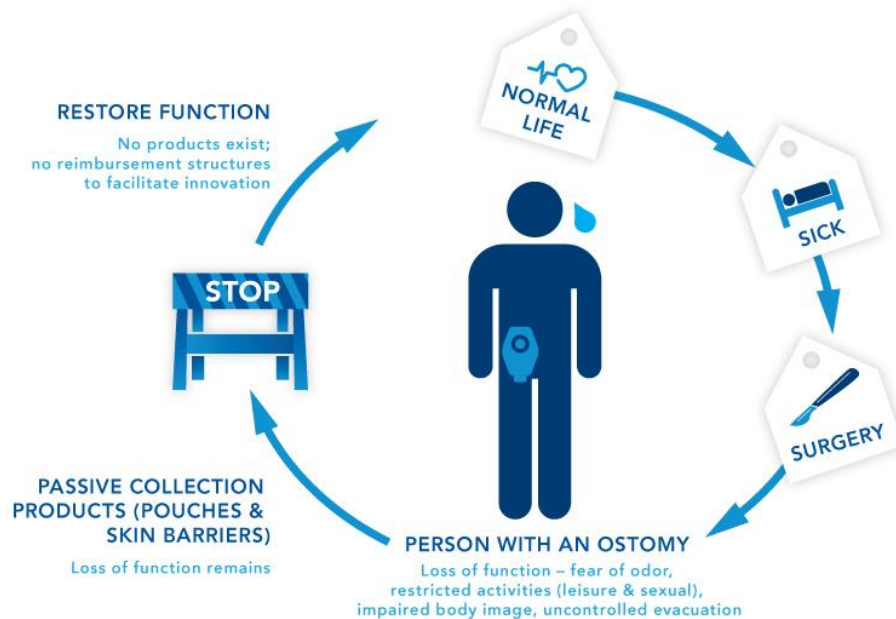 NORMAL
LIFE
SICK
SURGERY
PERSON WITH AN OSTOMY
Loss of function – fear of odor,
restricted activities (leisure & sexual),
impaired body image, uncontrolled evacuation
PASSIVE COLLECTION
PRODUCTS (POUCHES &
SKIN BARRIERS)
Loss of function remains
STOP
RESTORE FUNCTION
No products exist;
no reimbursement structures
to facilitate innovation